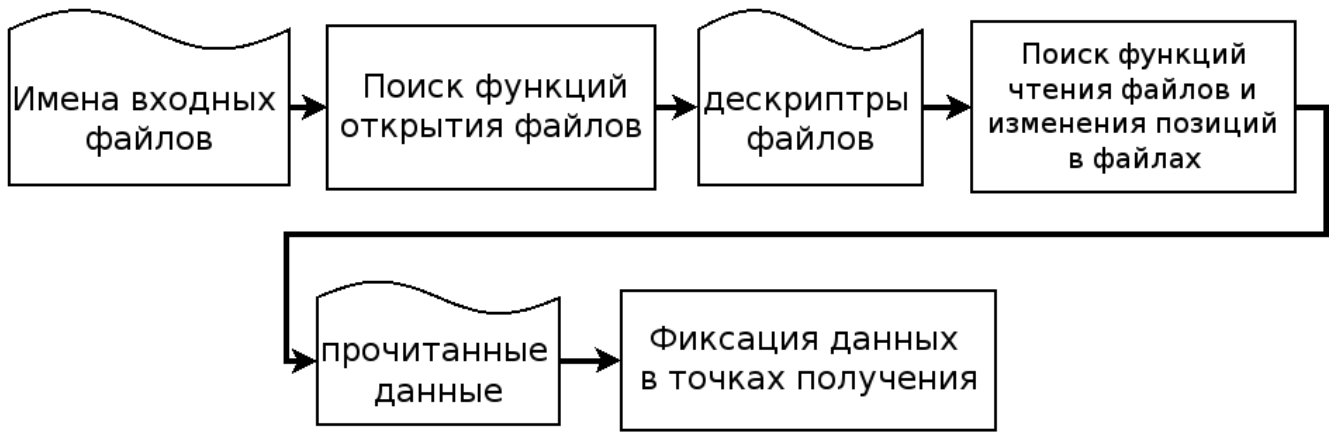 Имена входных
файлов
Поиск функций
открытия файлов
дескриптры
файлов
Поиск функций
чтения файлов и
изменения позиций
в файлах
прочитанные
данные
Фиксация данных
в точках получения